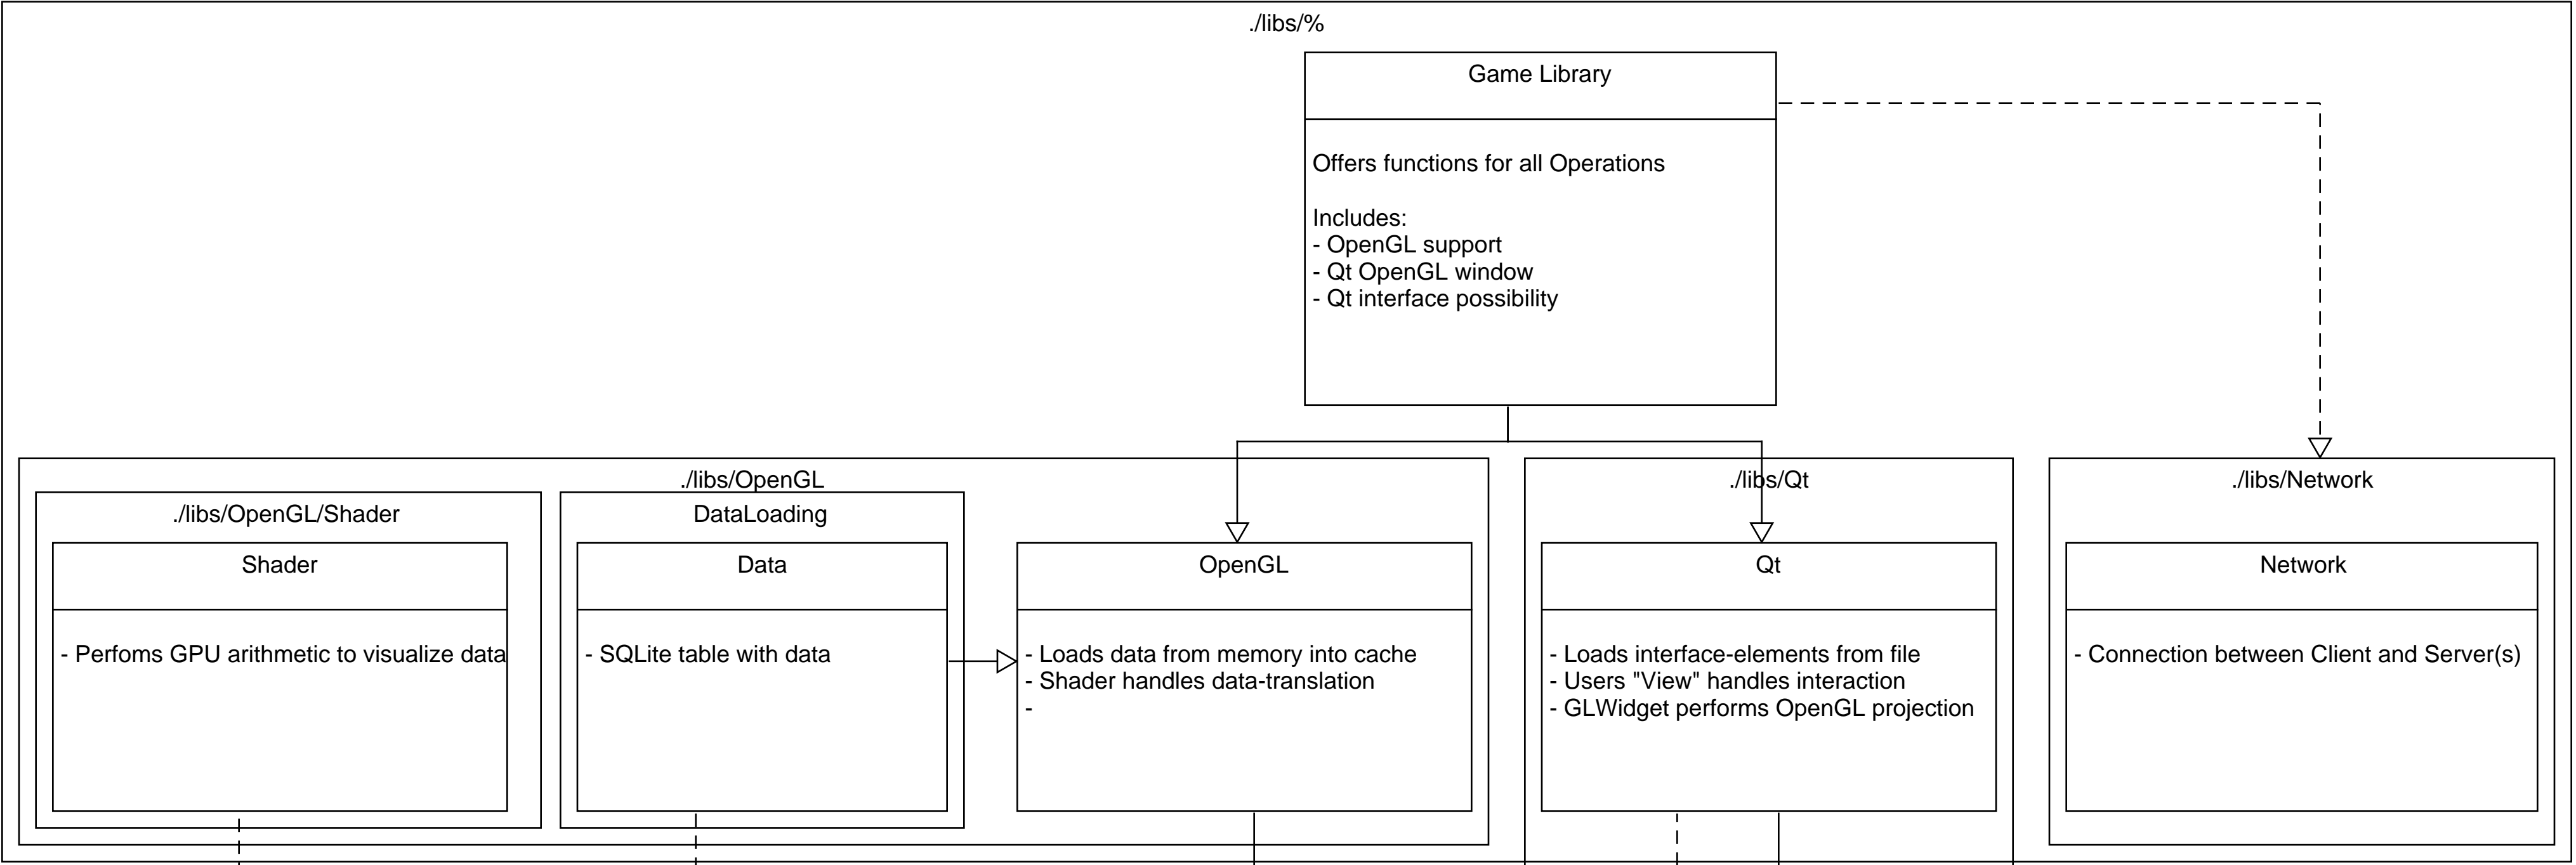 ./libs/%
Game Library
Offers functions for all Operations
Includes:
- OpenGL support
- Qt OpenGL window
- Qt interface possibility
./libs/OpenGL
./libs/OpenGL/Shader
Shader
- Perfoms GPU arithmetic to visualize data
DataLoading
Data
- SQLite table with data
OpenGL
- Loads data from memory into cache
- Shader handles data-translation
-
./libs/Qt
Qt
- Loads interface-elements from file
- Users "View" handles interaction
- GLWidget performs OpenGL projection
./libs/Network
Network
- Connection between Client and Server(s)